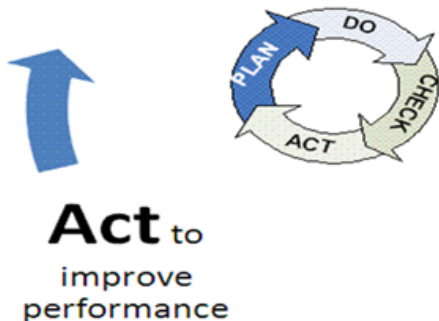 DO
PLAN
CHECK
ACT
Act to
improve
performance